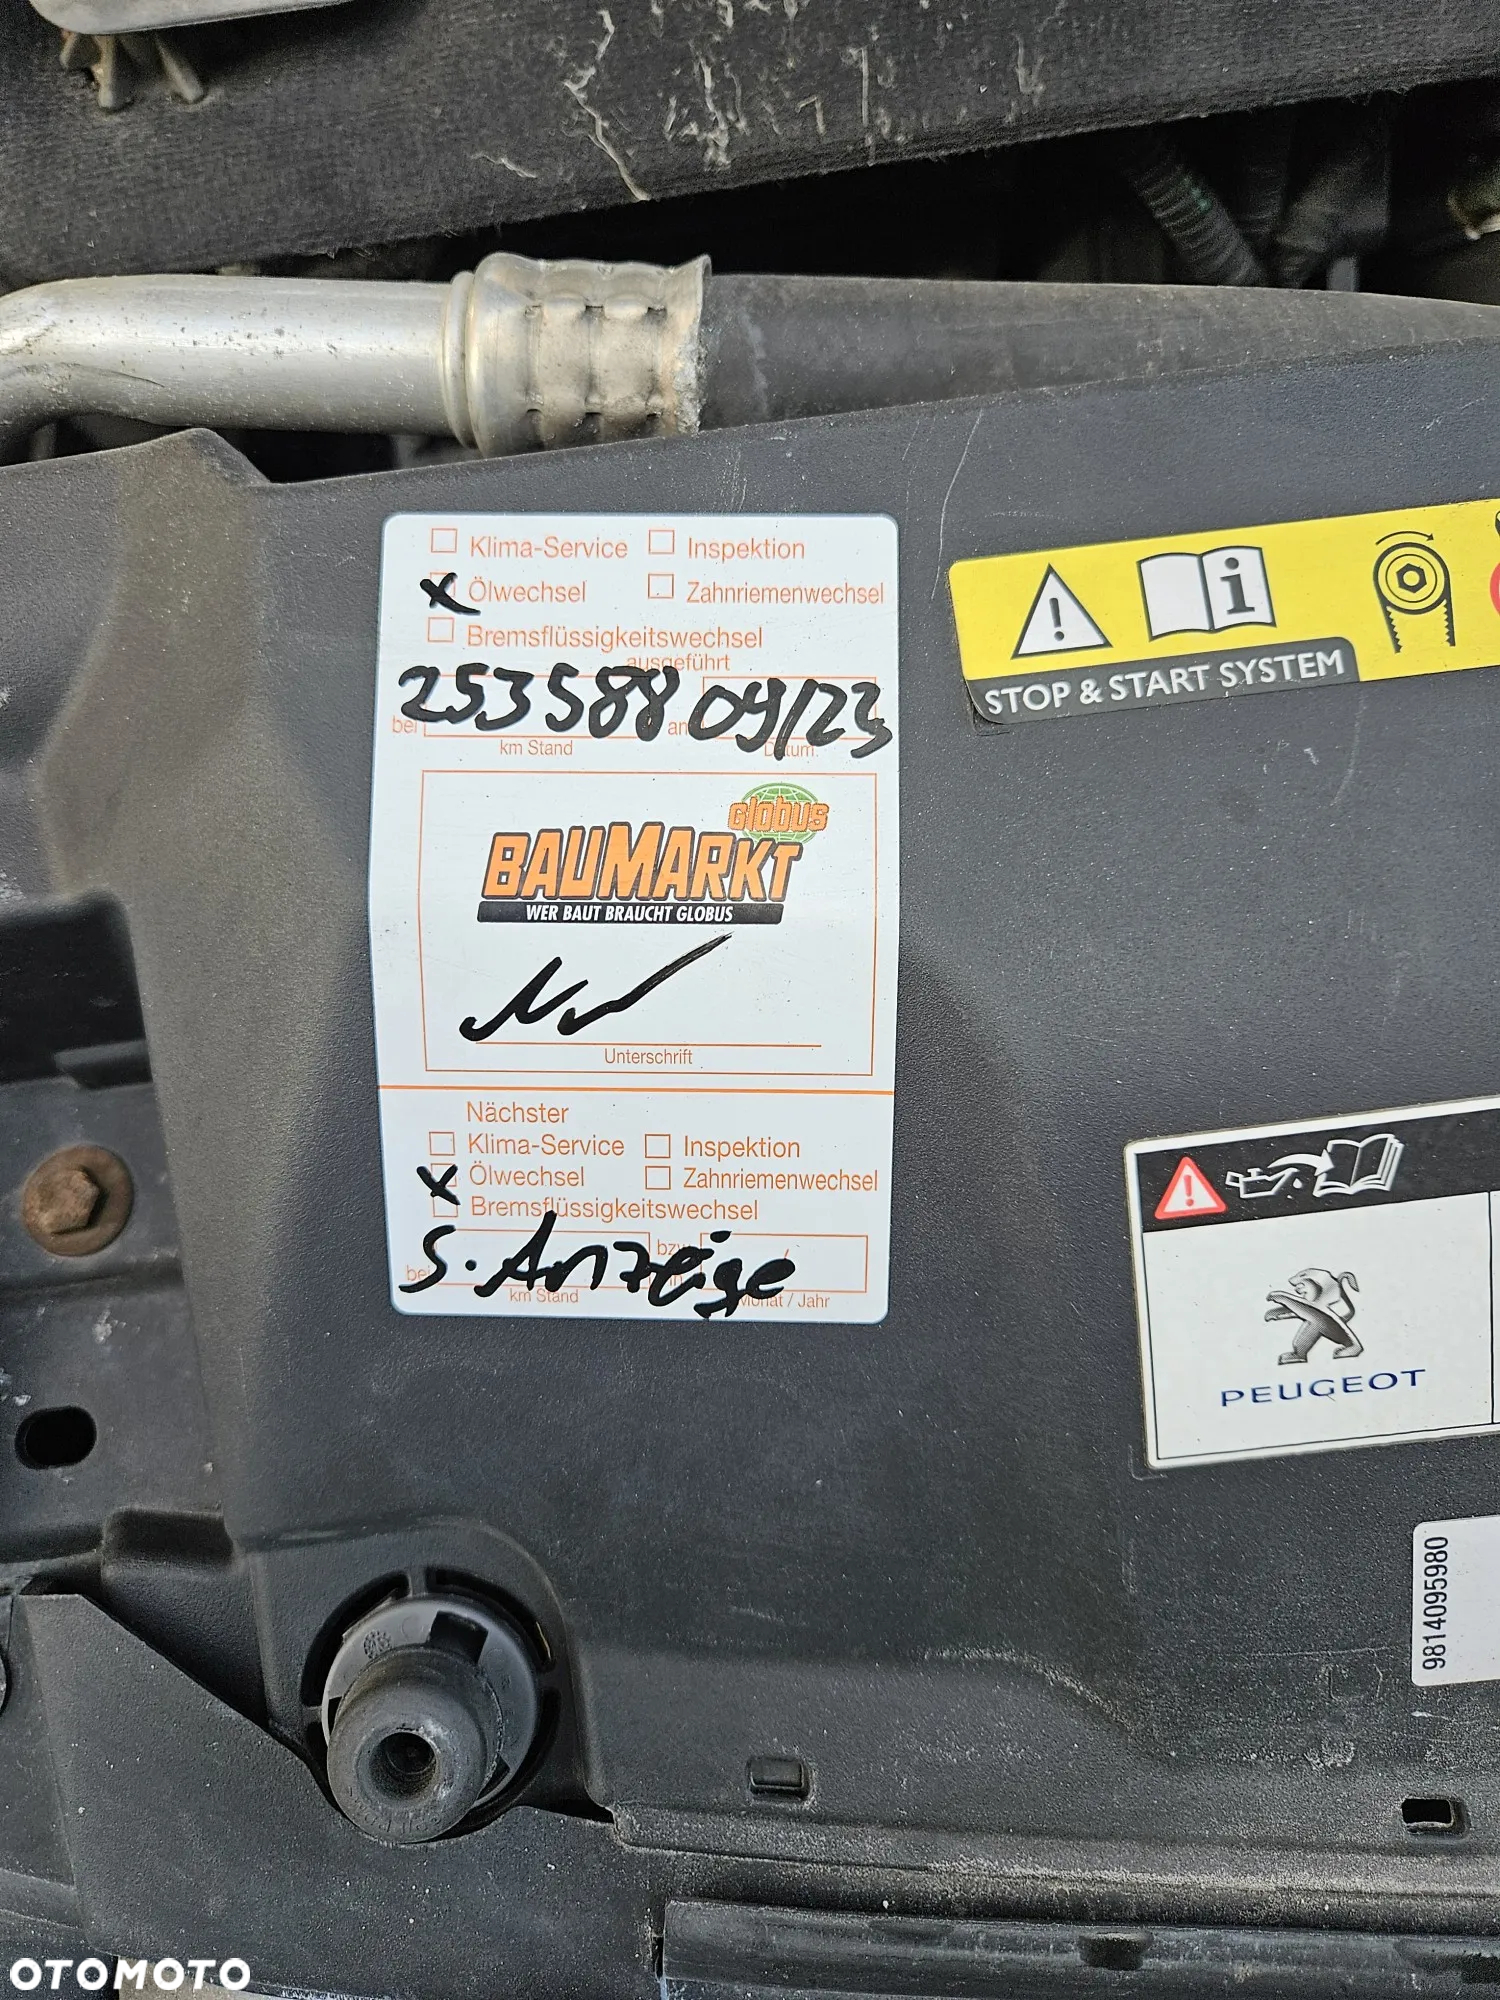 Klima-Service Inspektion
x Ölwechsel Zahnriemenwechsel
Bremsflüssigkeitswechsel
ausgeführt
253588 09/23
bei am
km Stand Datum
Globus
BAUMARKT
WER BAUT BRAUCHT GLOBUS
Unterschrift
Nächster
Klima-Service Inspektion
x Ölwechsel Zahnriemenwechsel
Bremsflüssigkeitswechsel
S. Anzeige
bei bzw.
km Stand Monat / Jahr
i
STOP & START SYSTEM
PEUGEOT
9814095980
OTOMOTO